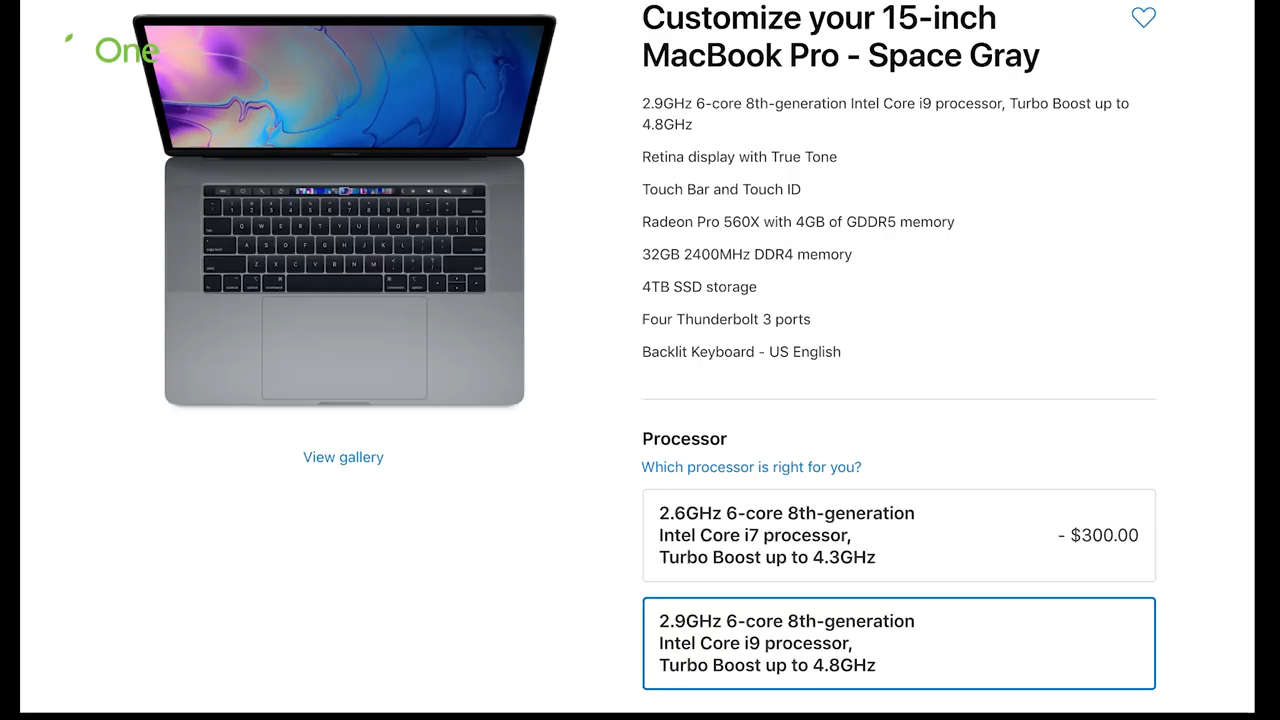 One
Customize your 15-inch
MacBook Pro - Space Gray
2.9GHz 6-core 8th-generation Intel Core i9 processor, Turbo Boost up to
4.8GHz
Retina display with True Tone
Touch Bar and Touch ID
Radeon Pro 560X with 4GB of GDDR5 memory
32GB 2400MHz DDR4 memory
4TB SSD storage
Four Thunderbolt 3 ports
Backlit Keyboard - US English
View gallery
Processor
Which processor is right for you?
2.6GHz 6-core 8th-generation
Intel Core i7 processor,
Turbo Boost up to 4.3GHz
- $300.00
2.9GHz 6-core 8th-generation
Intel Core i9 processor,
Turbo Boost up to 4.8GHz